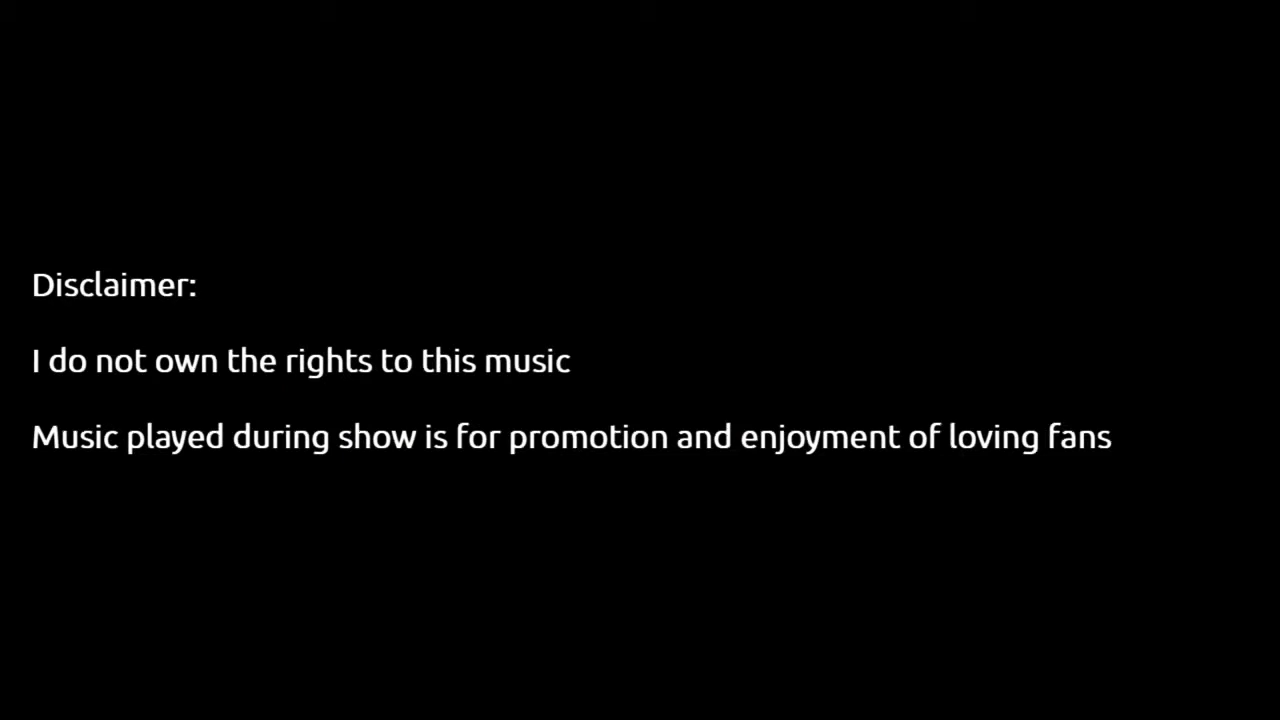 Disclaimer:
I do not own the rights to this music
Music played during show is for promotion and enjoyment of loving fans